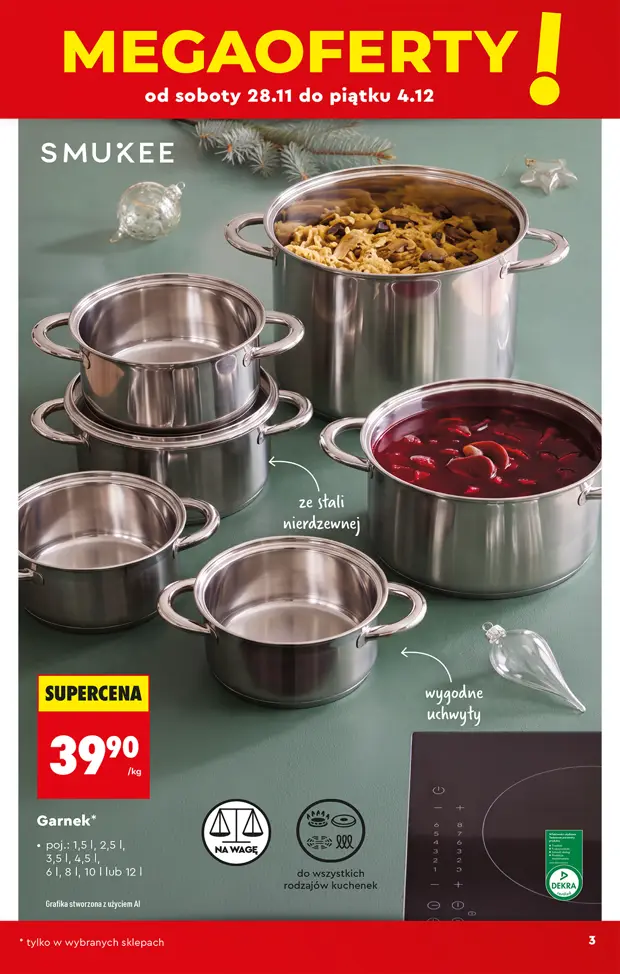 MEGAOFERTY!
od soboty 28.11 do piątku 4.12
SMUKEE
ze stali
nierdzewnej
wygodne
uchwyty
SUPERCENA
39 90
/kg
Garnek*
• poj.: 1,5 l, 2,5 l,
3,5 l, 4,5 l,
6 l, 8 l, 10 l lub 12 l
NA WAGĘ
do wszystkich
rodzajów kuchenek
DEKRA
Grafika stworzona z użyciem AI
* tylko w wybranych sklepach
3